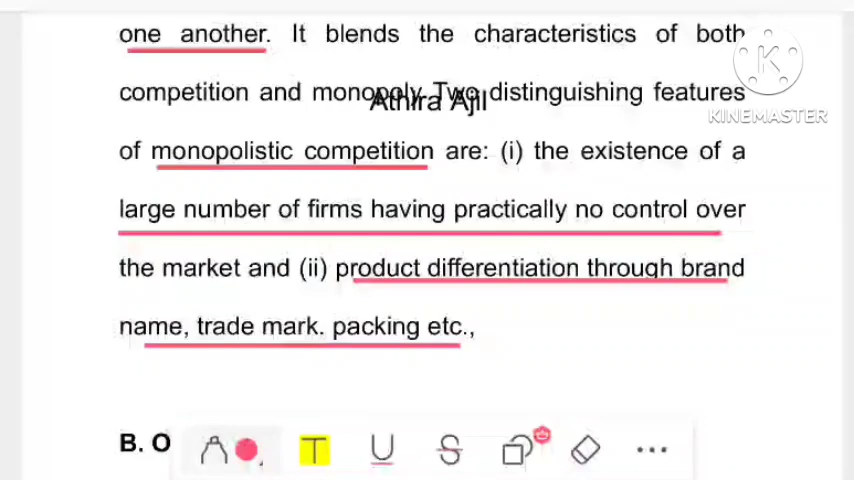 one another. It blends the characteristics of both
competition and monopoly. Two distinguishing features
Athira Ajil
KINEMASTER
of monopolistic competition are: (i) the existence of a
large number of firms having practically no control over
the market and (ii) product differentiation through brand
name, trade mark. packing etc.,
B. O